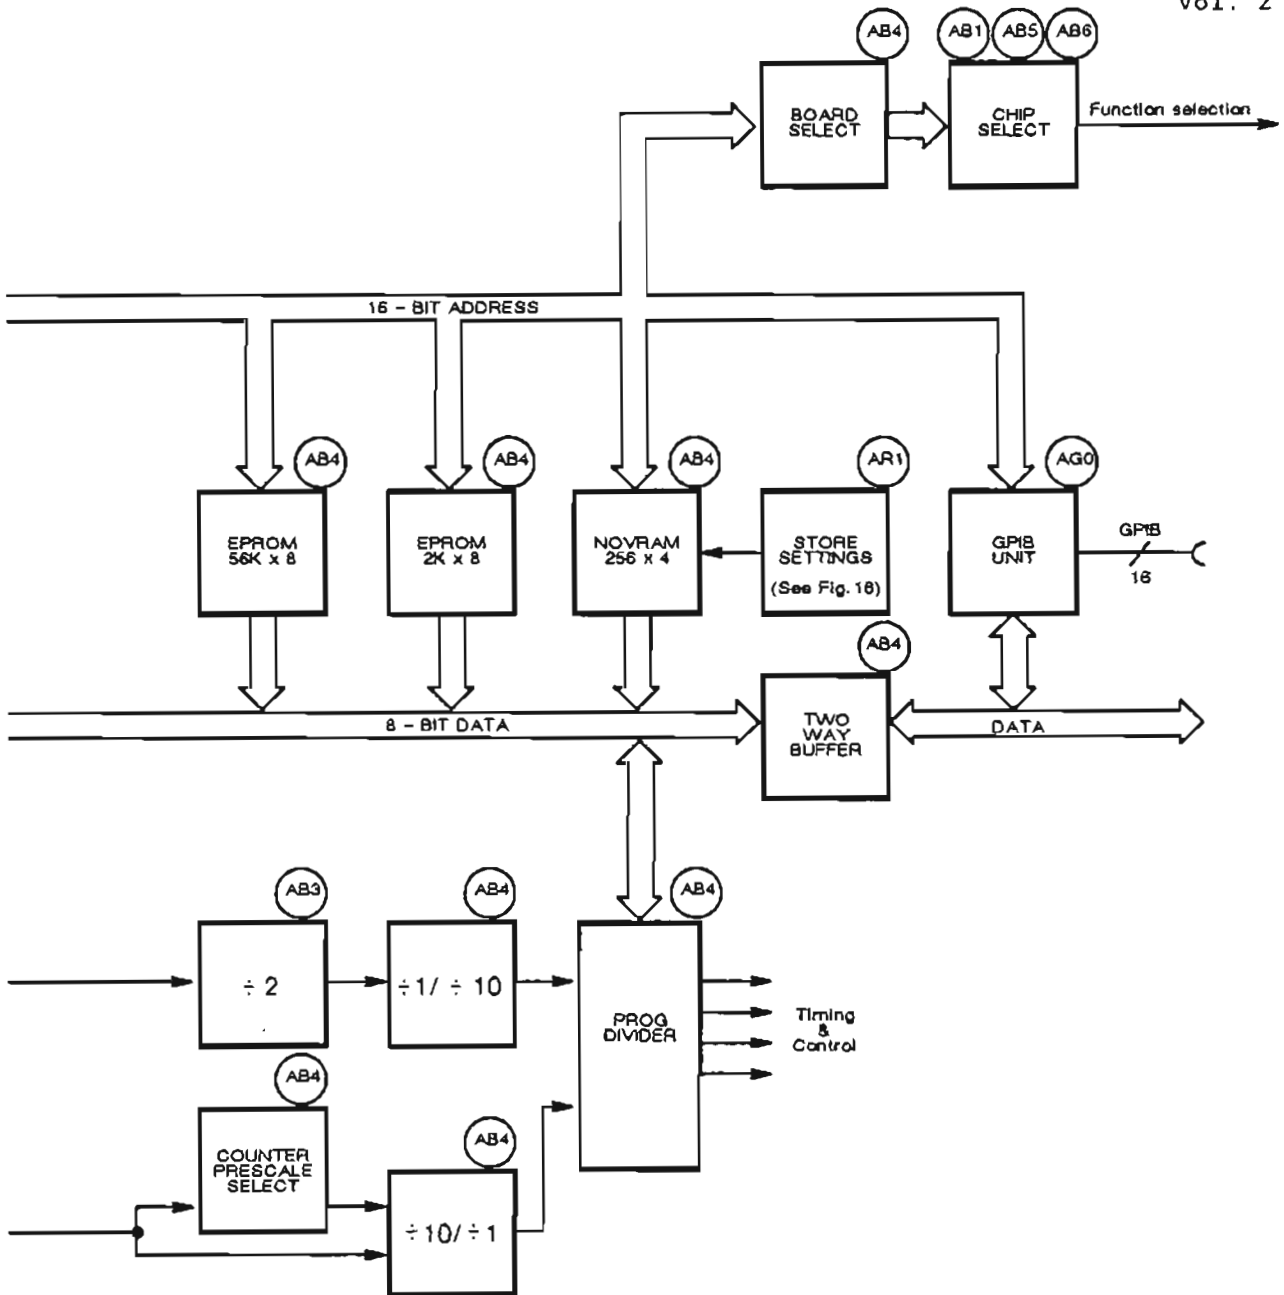 Vol. 2
AB4
AB1 AB5 AB6
BOARD
SELECT
CHIP
SELECT
Function selection
16 - BIT ADDRESS
AB4
AB4
AB4
AR1
AG0
EPROM
56K x 8
EPROM
2K x 8
NOVRAM
256 x 4
STORE
SETTINGS
(See Fig. 18)
GPIB
UNIT
GPIB
16
AB4
8 - BIT DATA
TWO
WAY
BUFFER
DATA
AB3
AB4
AB4
÷ 2
÷1/ ÷ 10
PROG
DIVIDER
Timing
&
Control
AB4
COUNTER
PRESCALE
SELECT
AB4
÷10/ ÷ 1